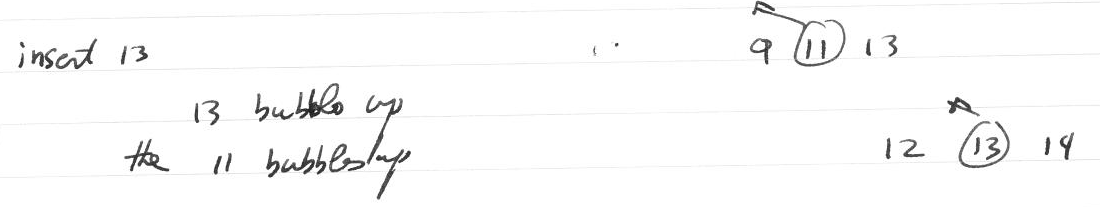 insert 13
9 11 13
13 bubble up
the 11 bubbles up
12 13 14